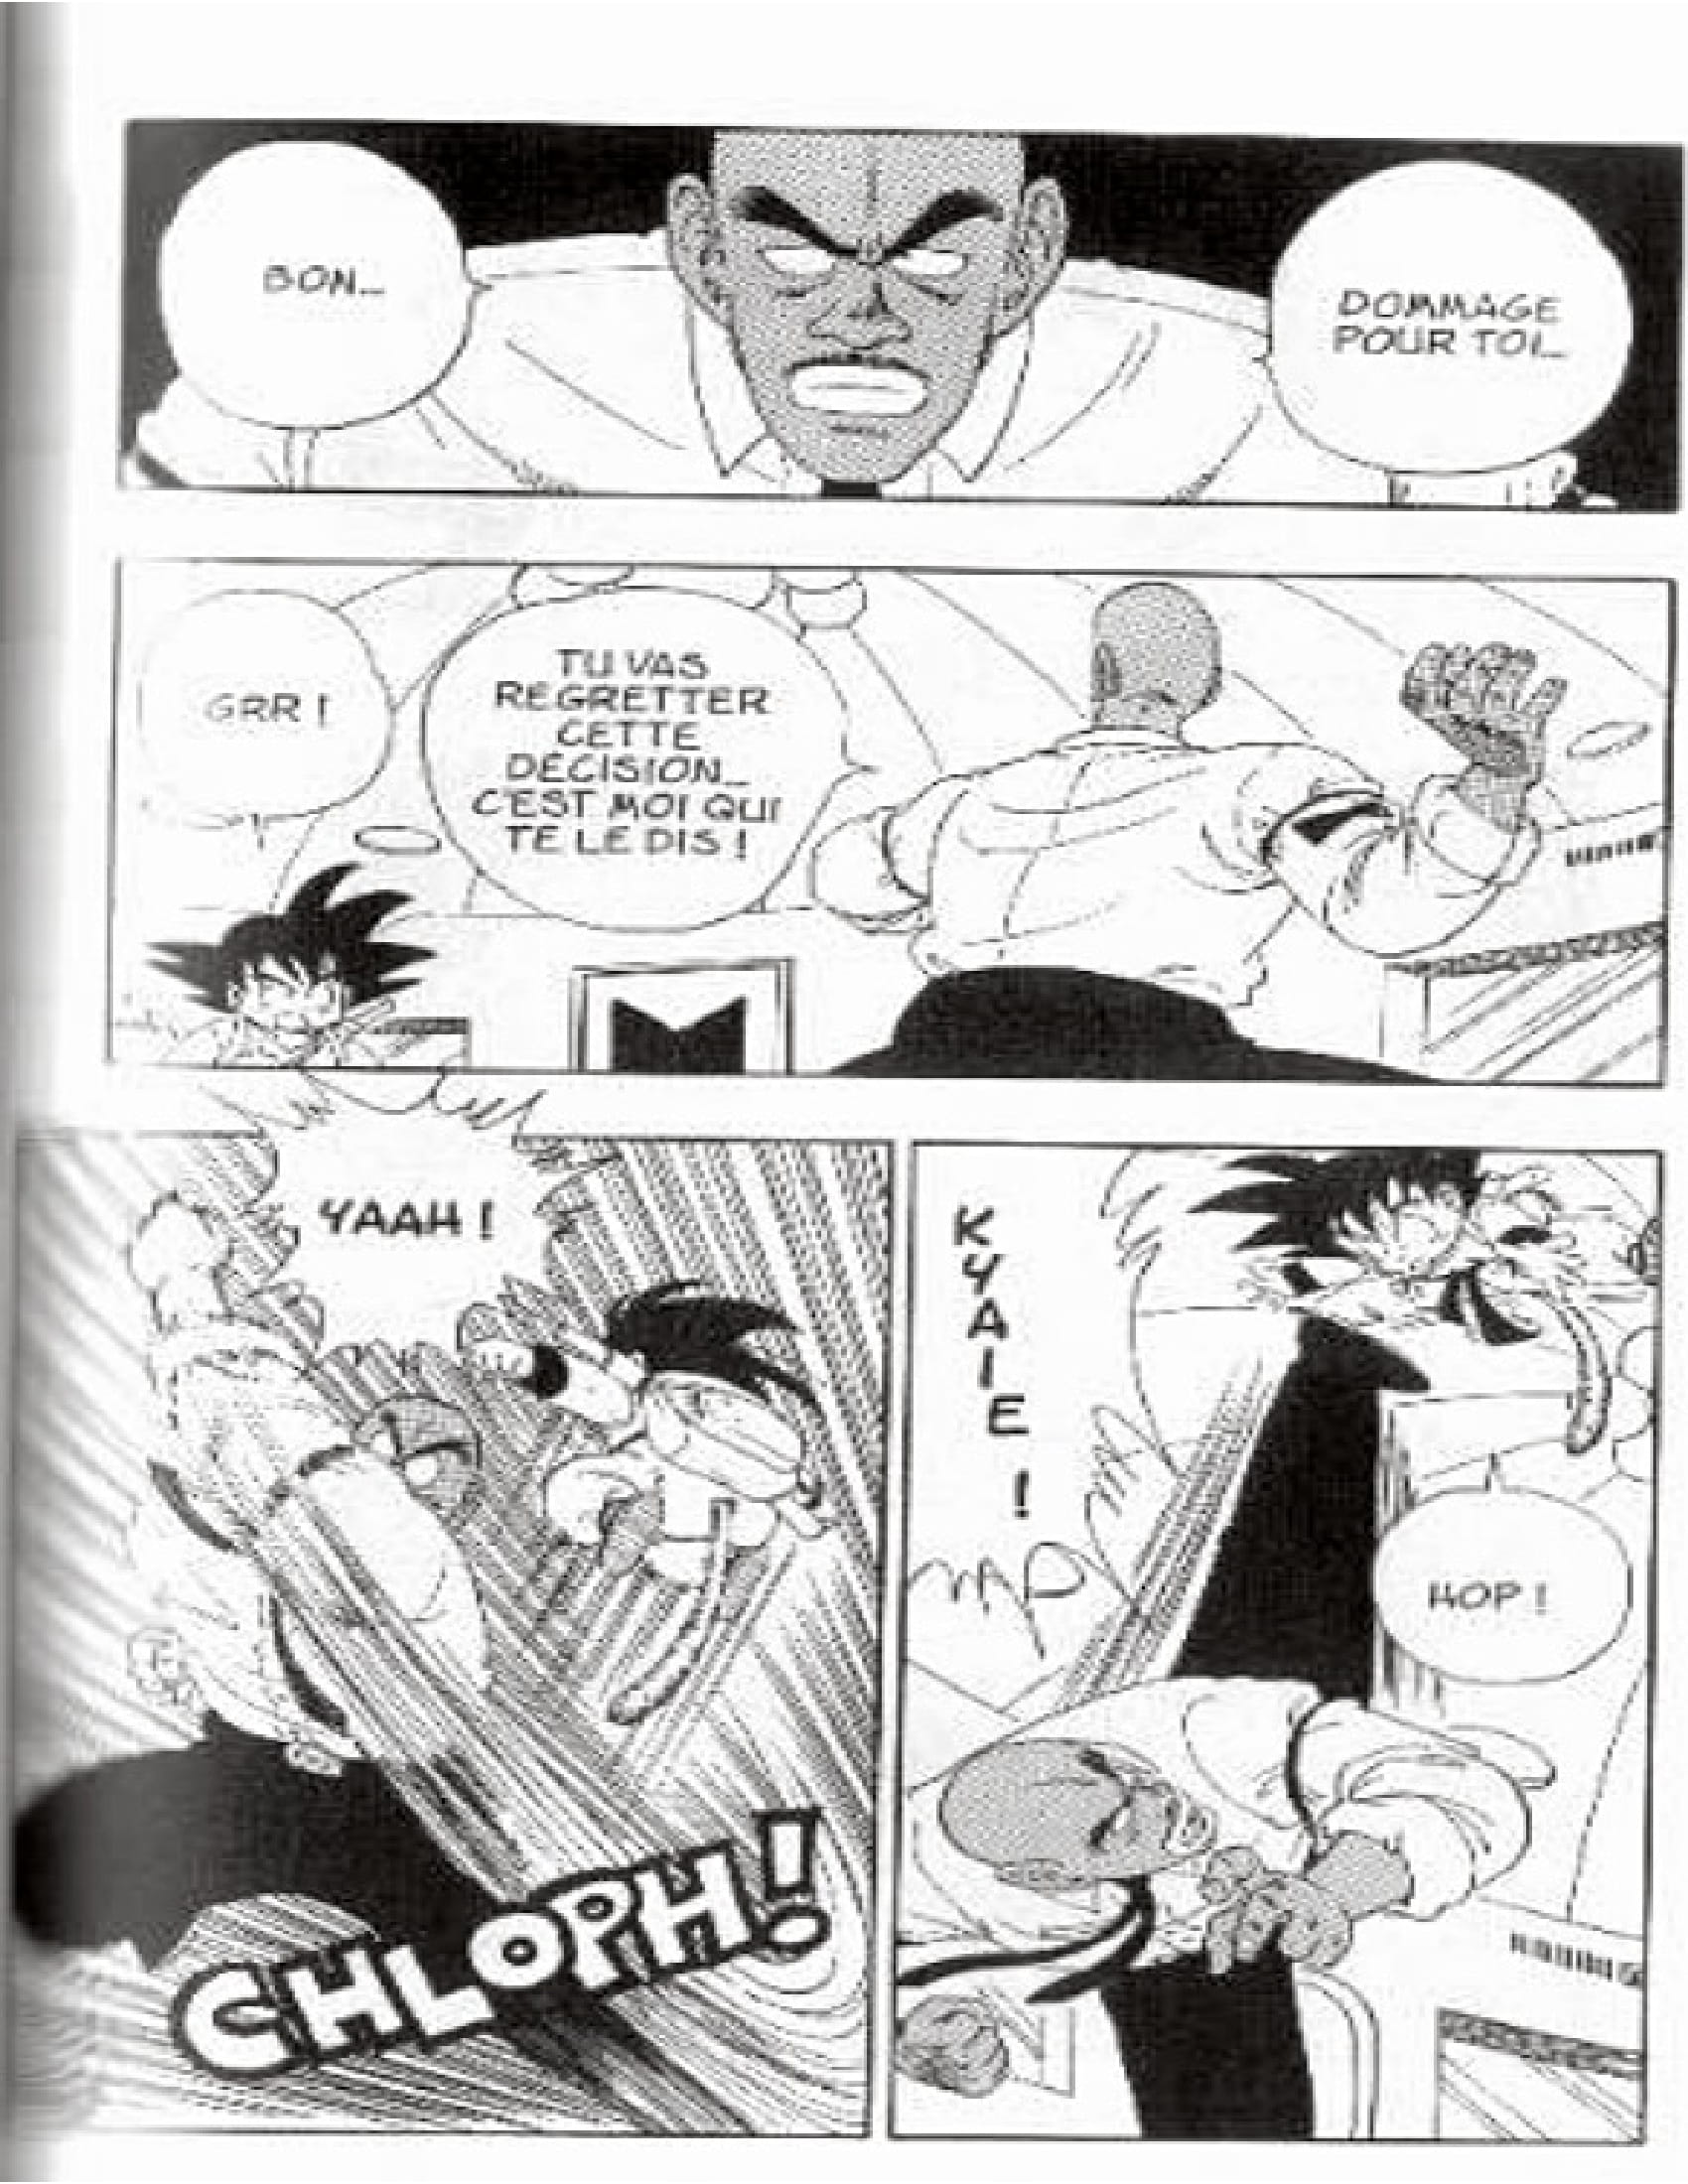 DOMMAGE
POUR TOI...
BON...
TU VAS
REGRETTER
CETTE
DÉCISION...
C'EST MOI QUI
TE LE DIS !
GRR !
HOP !
KYAIE !
YAAH !
CHLOPH !